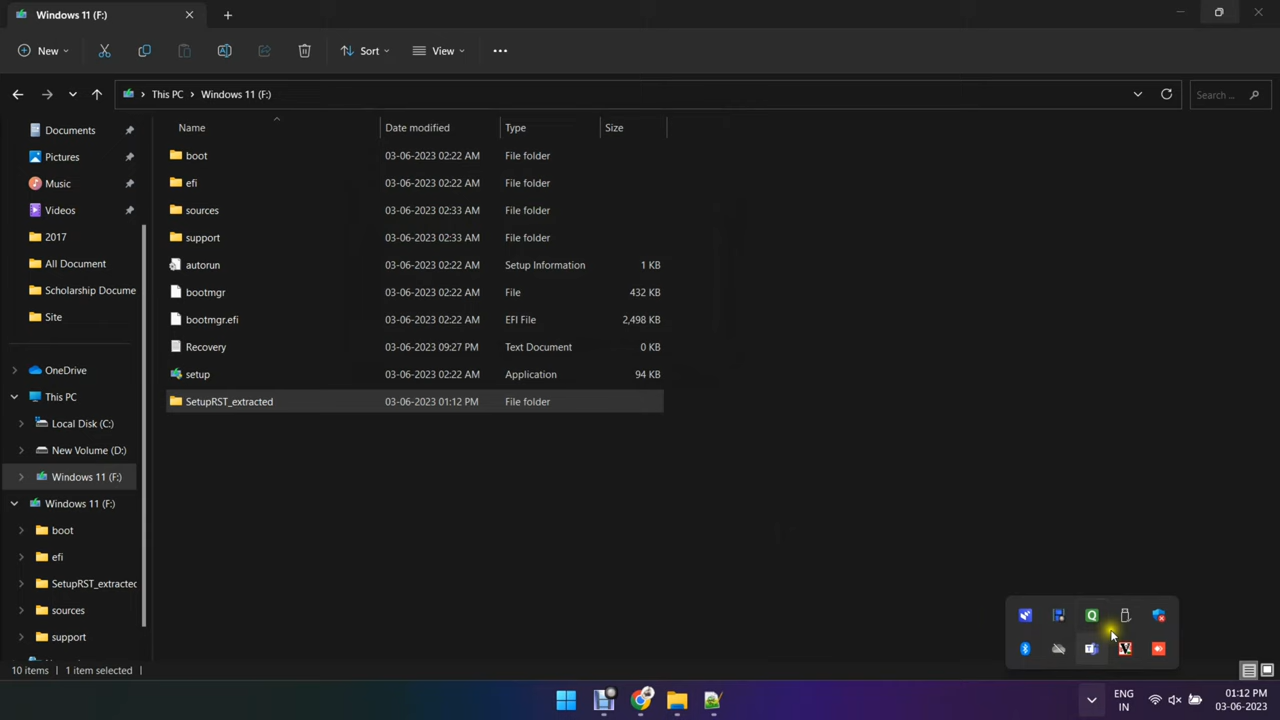 Windows 11 (F:)
New
Sort
View
This PC
Windows 11 (F:)
Search ...
Documents
Pictures
Music
Videos
2017
All Document
Scholarship Docume
Site
OneDrive
This PC
Local Disk (C:)
New Volume (D:)
Windows 11 (F:)
Windows 11 (F:)
boot
efi
SetupRST_extracted
sources
support
Name Date modified Type Size
boot 03-06-2023 02:22 AM File folder
efi 03-06-2023 02:22 AM File folder
sources 03-06-2023 02:33 AM File folder
support 03-06-2023 02:33 AM File folder
autorun 03-06-2023 02:22 AM Setup Information 1 KB
bootmgr 03-06-2023 02:22 AM File 432 KB
bootmgr.efi 03-06-2023 02:22 AM EFI File 2,498 KB
Recovery 03-06-2023 09:27 PM Text Document 0 KB
setup 03-06-2023 02:22 AM Application 94 KB
SetupRST_extracted 03-06-2023 01:12 PM File folder
10 items 1 item selected
ENG
IN
01:12 PM
03-06-2023